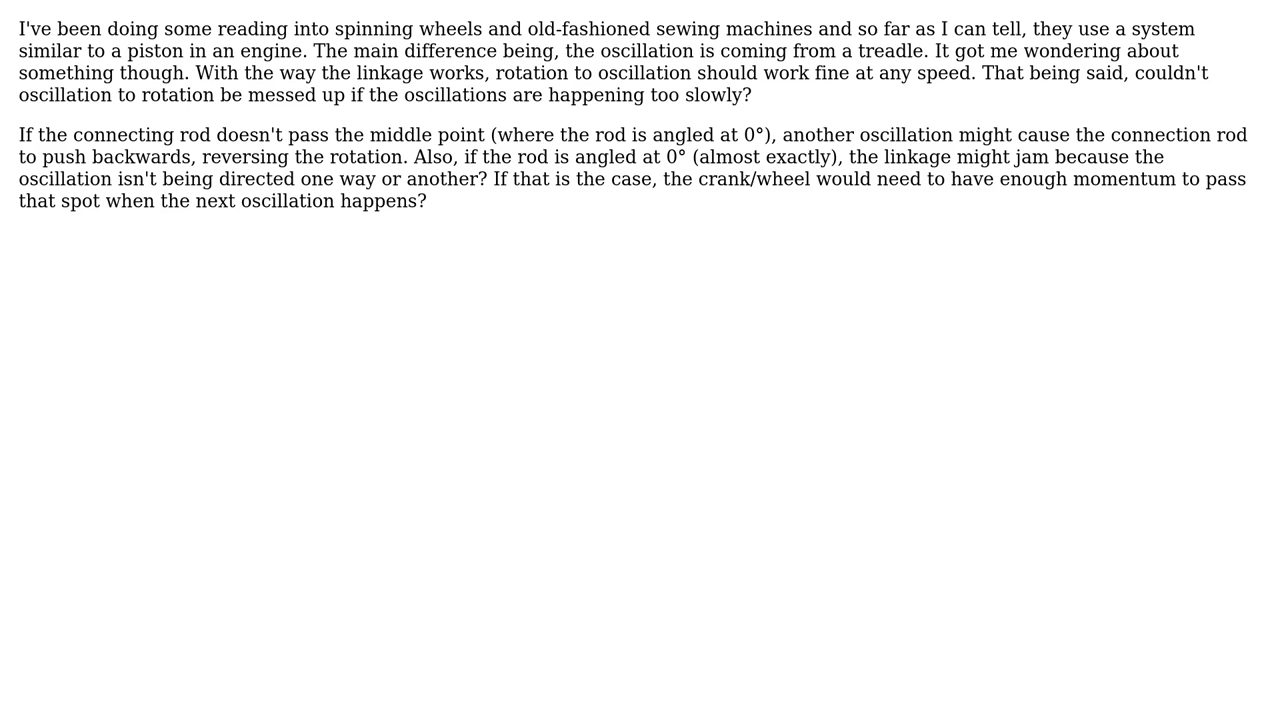 I've been doing some reading into spinning wheels and old-fashioned sewing machines and so far as I can tell, they use a system
similar to a piston in an engine. The main difference being, the oscillation is coming from a treadle. It got me wondering about
something though. With the way the linkage works, rotation to oscillation should work fine at any speed. That being said, couldn't
oscillation to rotation be messed up if the oscillations are happening too slowly?
If the connecting rod doesn't pass the middle point (where the rod is angled at 0°), another oscillation might cause the connection rod
to push backwards, reversing the rotation. Also, if the rod is angled at 0° (almost exactly), the linkage might jam because the
oscillation isn't being directed one way or another? If that is the case, the crank/wheel would need to have enough momentum to pass
that spot when the next oscillation happens?